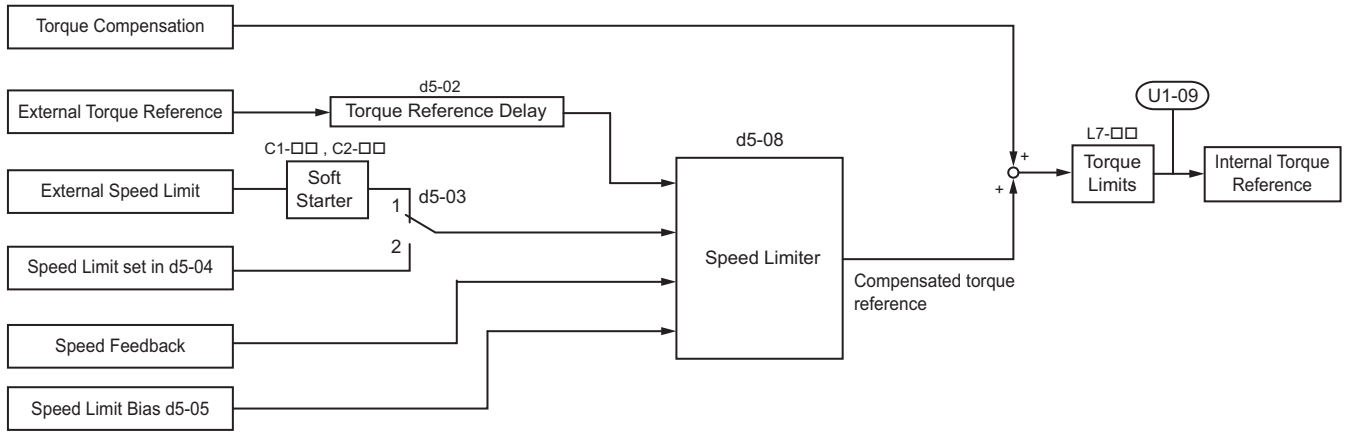 Torque Compensation
d5-02
External Torque Reference
Torque Reference Delay
U1-09
C1-□□ , C2-□□
d5-08
L7-□□
External Speed Limit
Soft
Starter
1
d5-03
+
+
Torque
Limits
Internal Torque
Reference
2
Speed Limit set in d5-04
Speed Limiter
Compensated torque
reference
Speed Feedback
Speed Limit Bias d5-05